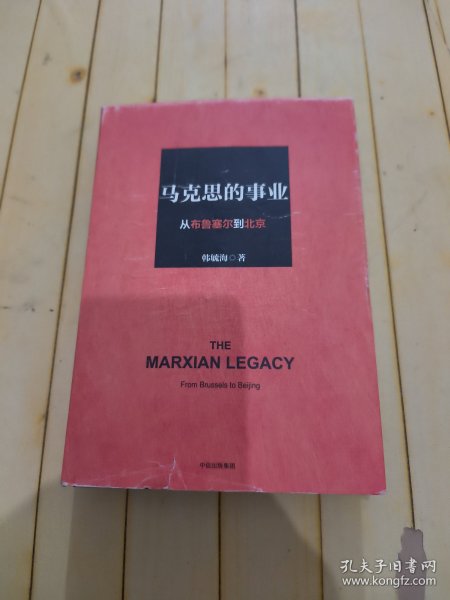 马克思的事业
从布鲁塞尔到北京
韩毓海◇著
THE
MARXIAN LEGACY
From Brussels to Beijing
中信出版集团
孔夫子旧书网
www.kongfz.com